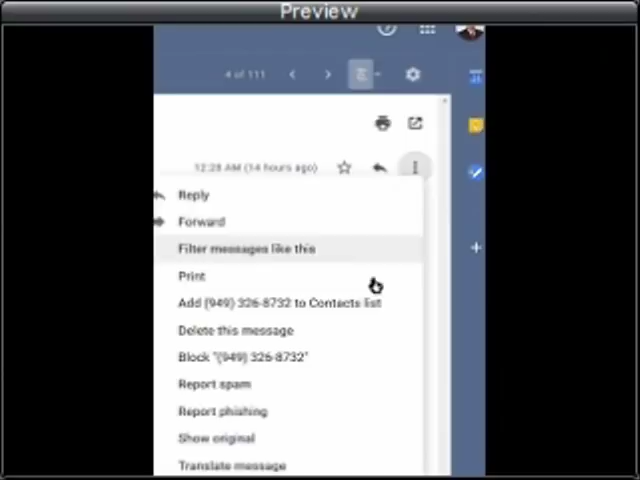 Preview
4 of 111
12:28 AM (14 hours ago)
Reply
Forward
Filter messages like this
Print
Add (949) 326-8732 to Contacts list
Delete this message
Block "(949) 326-8732"
Report spam
Report phishing
Show original
Translate message